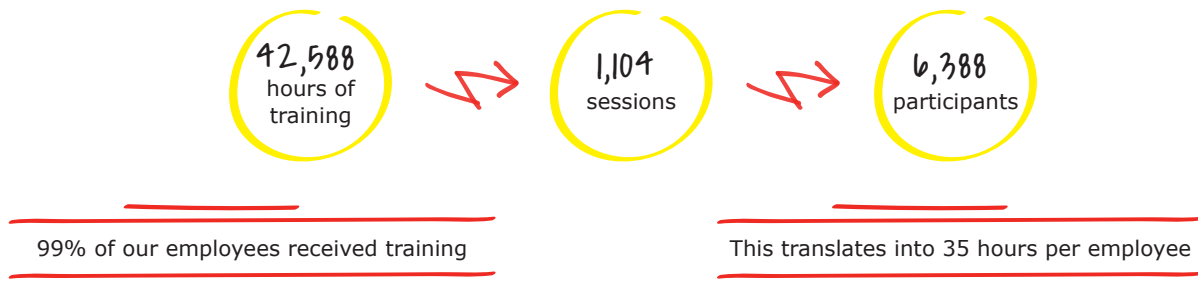 42,588
hours of
training
1,104
sessions
6,388
participants
99% of our employees received training
This translates into 35 hours per employee